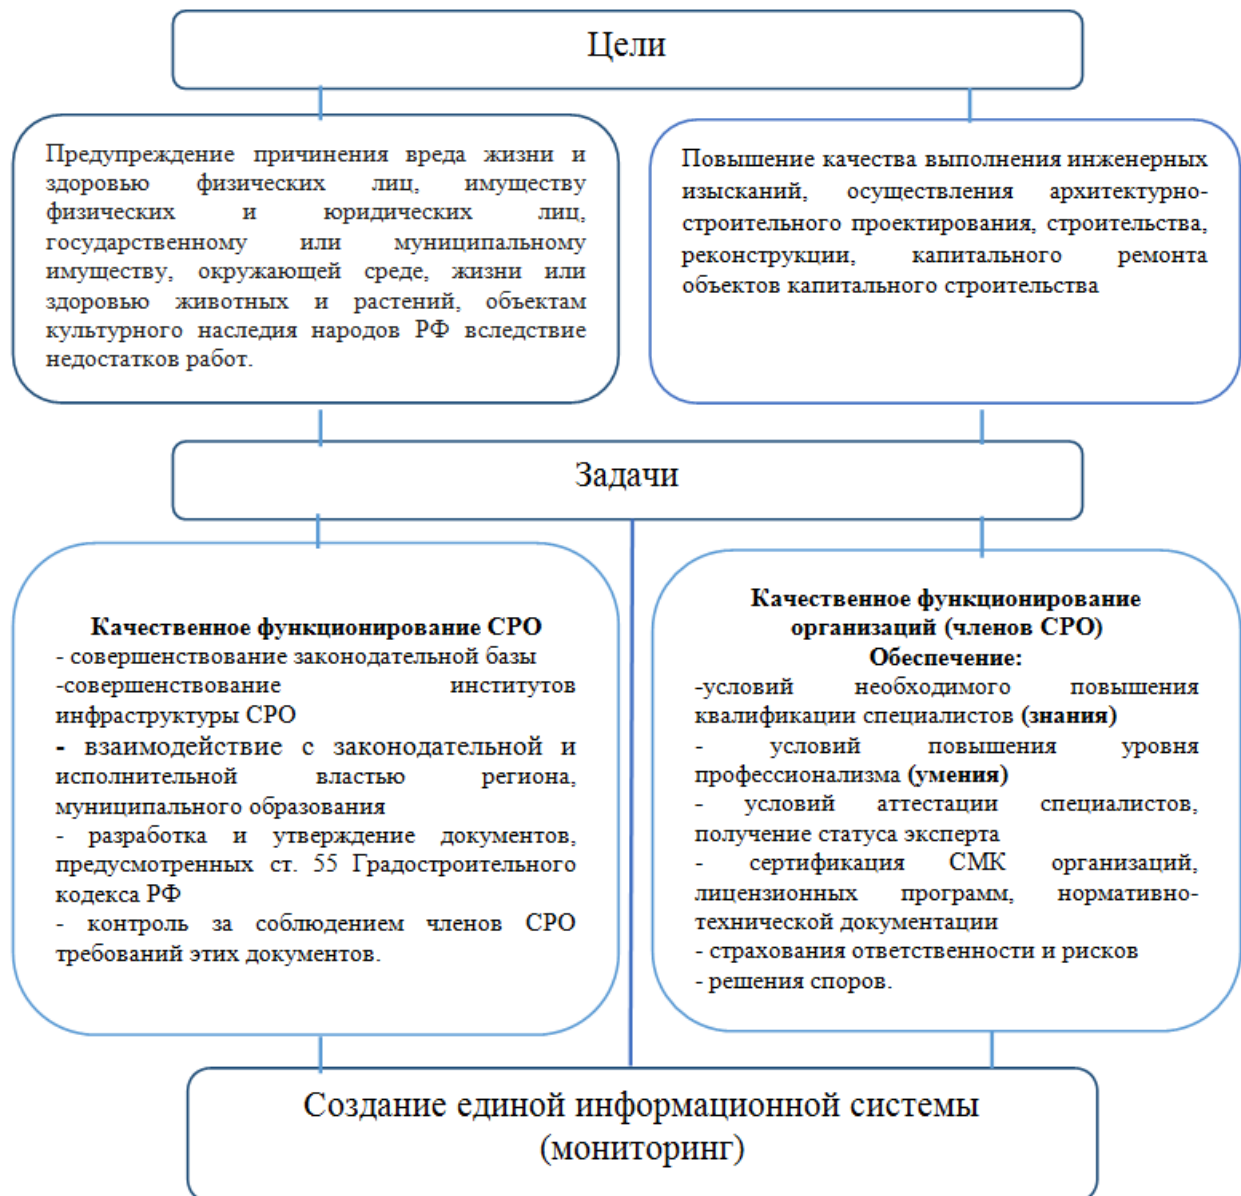 Цели
Предупреждение причинения вреда жизни и
здоровью физических лиц, имуществу
физических и юридических лиц,
государственному или муниципальному
имуществу, окружающей среде, жизни или
здоровью животных и растений, объектам
культурного наследия народов РФ вследствие
недостатков работ.
Повышение качества выполнения инженерных
изысканий, осуществления архитектурно-
строительного проектирования, строительства,
реконструкции, капитального ремонта
объектов капитального строительства
Задачи
Качественное функционирование СРО
- совершенствование законодательной базы
-совершенствование институтов
инфраструктуры СРО
- взаимодействие с законодательной и
исполнительной властью региона,
муниципального образования
- разработка и утверждение документов,
предусмотренных ст. 55 Градостроительного
кодекса РФ
- контроль за соблюдением членов СРО
требований этих документов.
Качественное функционирование
организаций (членов СРО)
Обеспечение:
-условий необходимого повышения
квалификации специалистов (знания)
- условий повышения уровня
профессионализма (умения)
- условий аттестации специалистов,
получение статуса эксперта
- сертификация СМК организаций,
лицензионных программ, нормативно-
технической документации
- страхования ответственности и рисков
- решения споров.
Создание единой информационной системы
(мониторинг)